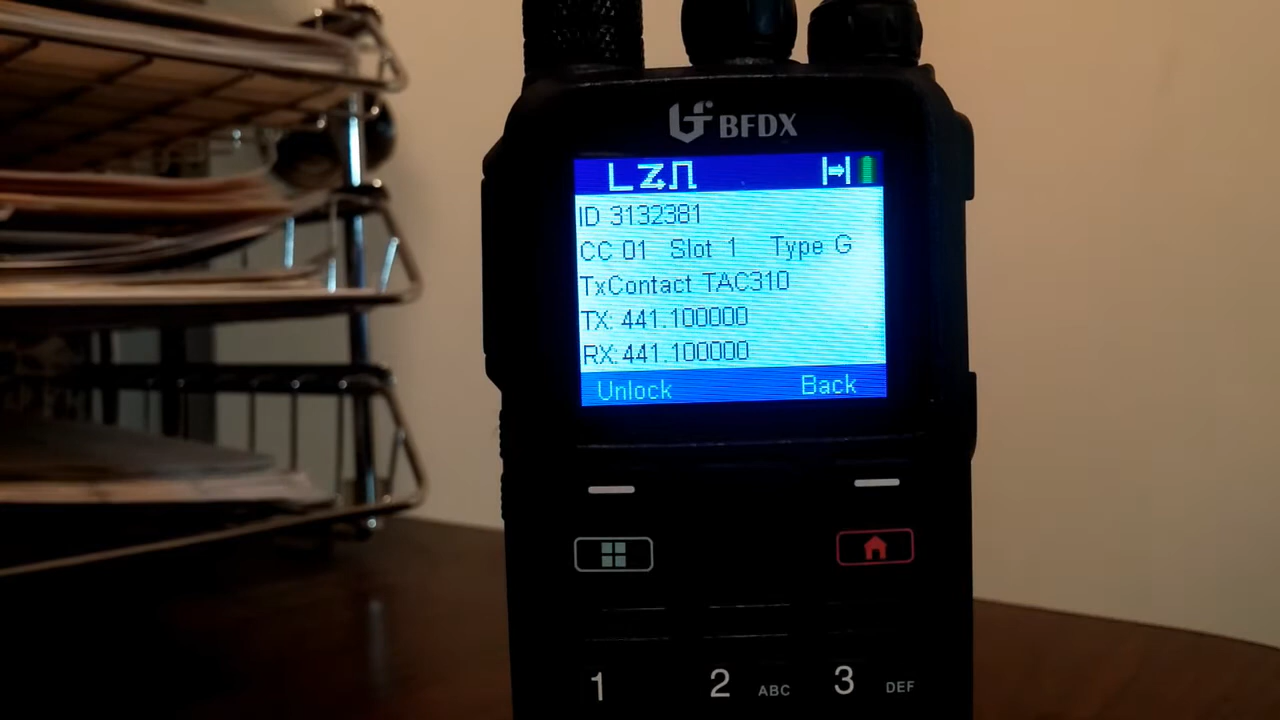 BFDX
L
ID 3132381
CC 01 Slot 1 Type G
TxContact TAC310
TX: 441.100000
RX: 441.100000
Unlock Back
1 2 ABC 3 DEF